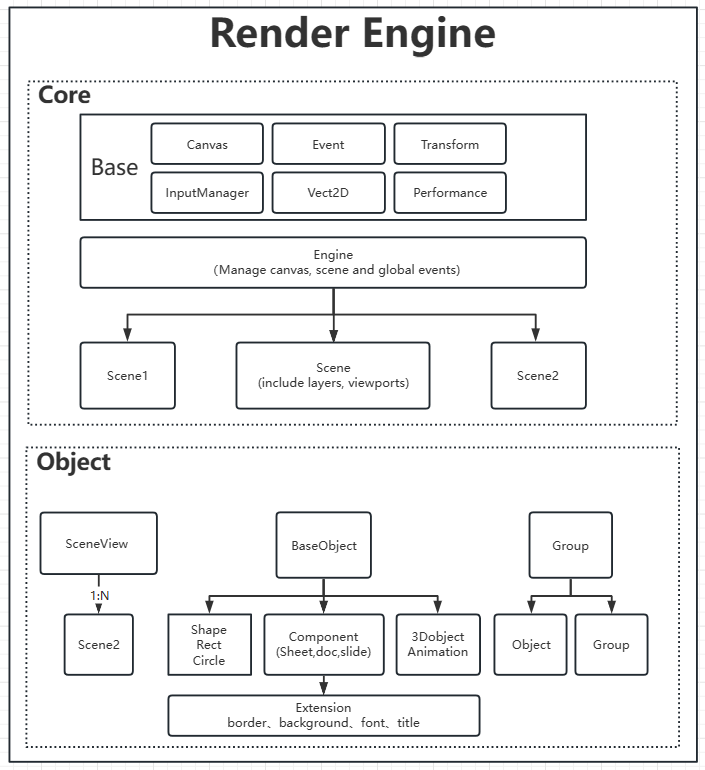 Render Engine
Core
Base
Canvas
Event
Transform
InputManager
Vect2D
Performance
Engine
(Manage canvas, scene and global events)
Scene1
Scene
(include layers, viewports)
Scene2
Object
SceneView
1:N
Scene2
BaseObject
Shape
Rect
Circle
Component
(Sheet,doc,slide)
3Dobject
Animation
Extension
border、background、font、title
Group
Object
Group